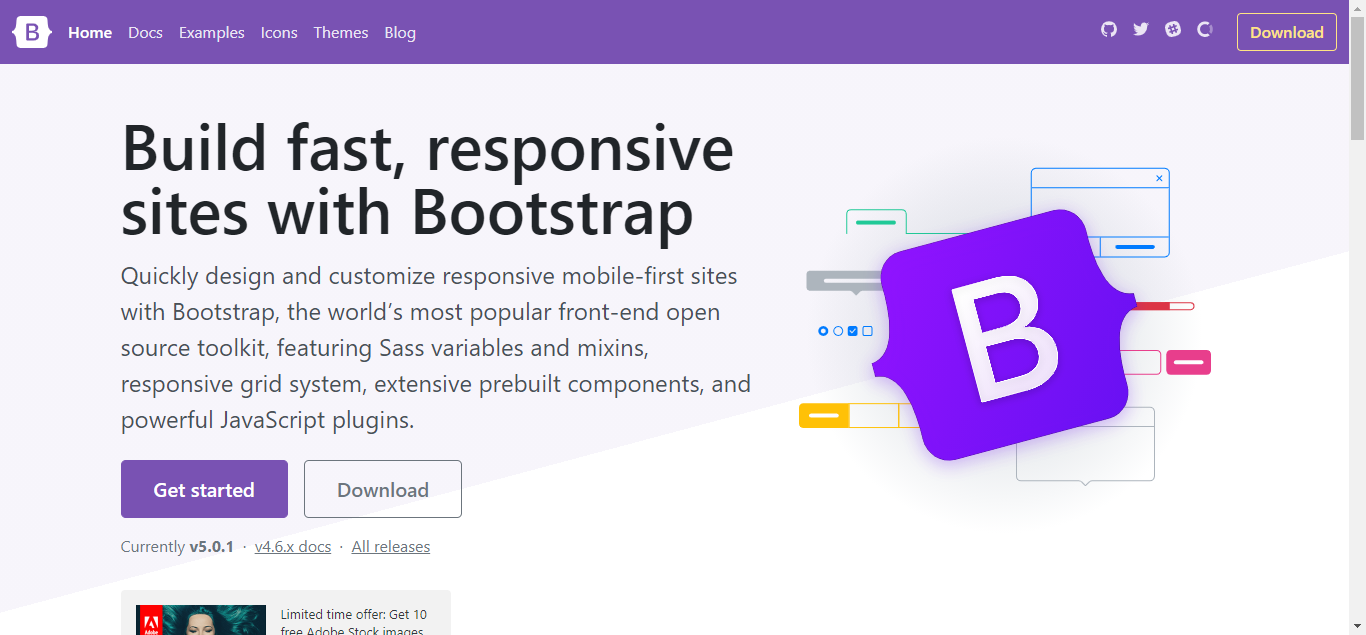 B Home Docs Examples Icons Themes Blog Download
Build fast, responsive
sites with Bootstrap
Quickly design and customize responsive mobile-first sites
with Bootstrap, the world’s most popular front-end open
source toolkit, featuring Sass variables and mixins,
responsive grid system, extensive prebuilt components, and
powerful JavaScript plugins.
B
Get started Download
Currently v5.0.1 · v4.6.x docs · All releases
Limited time offer: Get 10
Adobe free Adobe Stock images